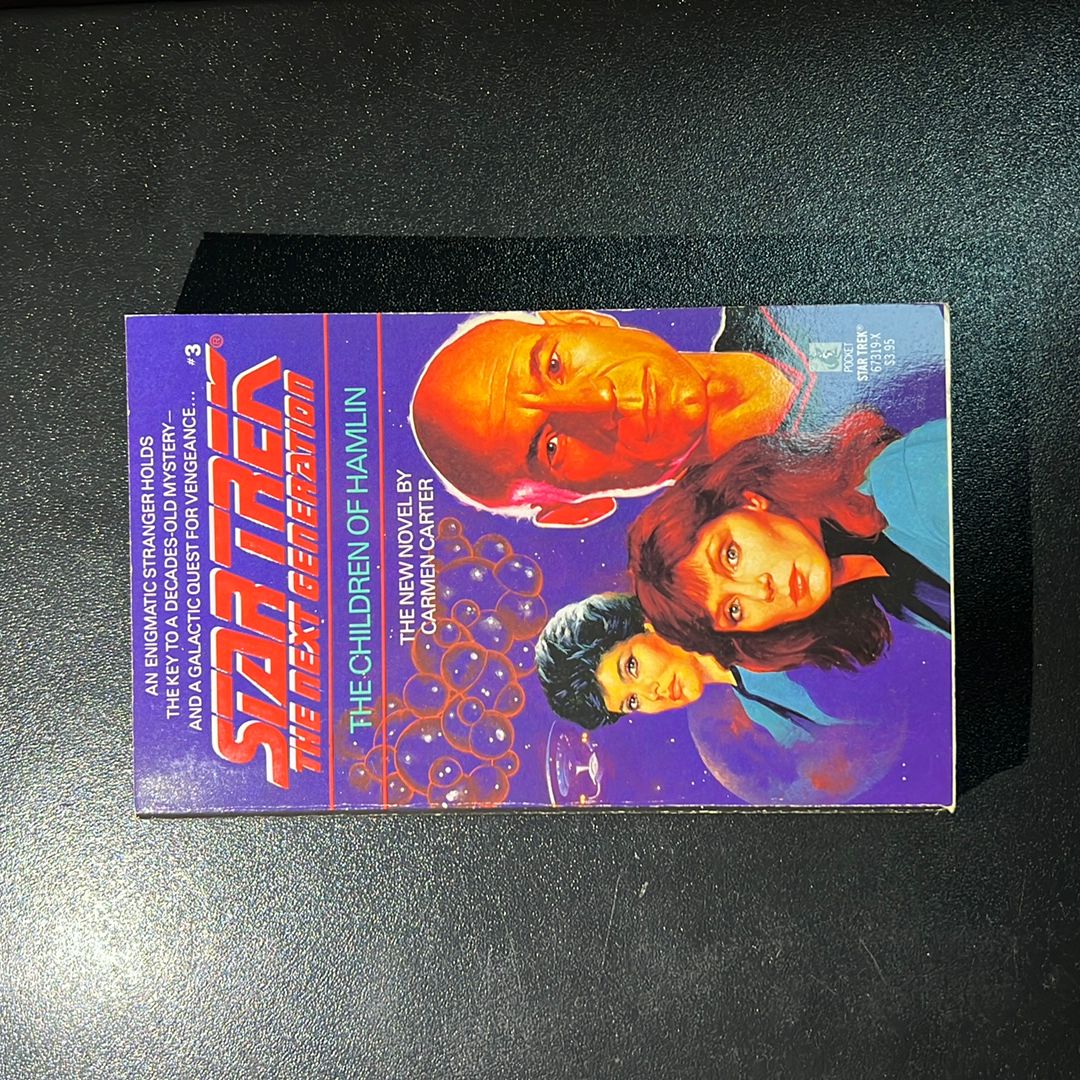 AN ENIGMATIC STRANGER HOLDS
THE KEY TO A DECADES-OLD MYSTERY—
AND A GALACTIC QUEST FOR VENGEANCE...
#3
STAR TREK®
THE NEXT GENERATION
THE CHILDREN OF HAMLIN
THE NEW NOVEL BY
CARMEN CARTER
POCKET
STAR TREK®
67319-X
$3.95